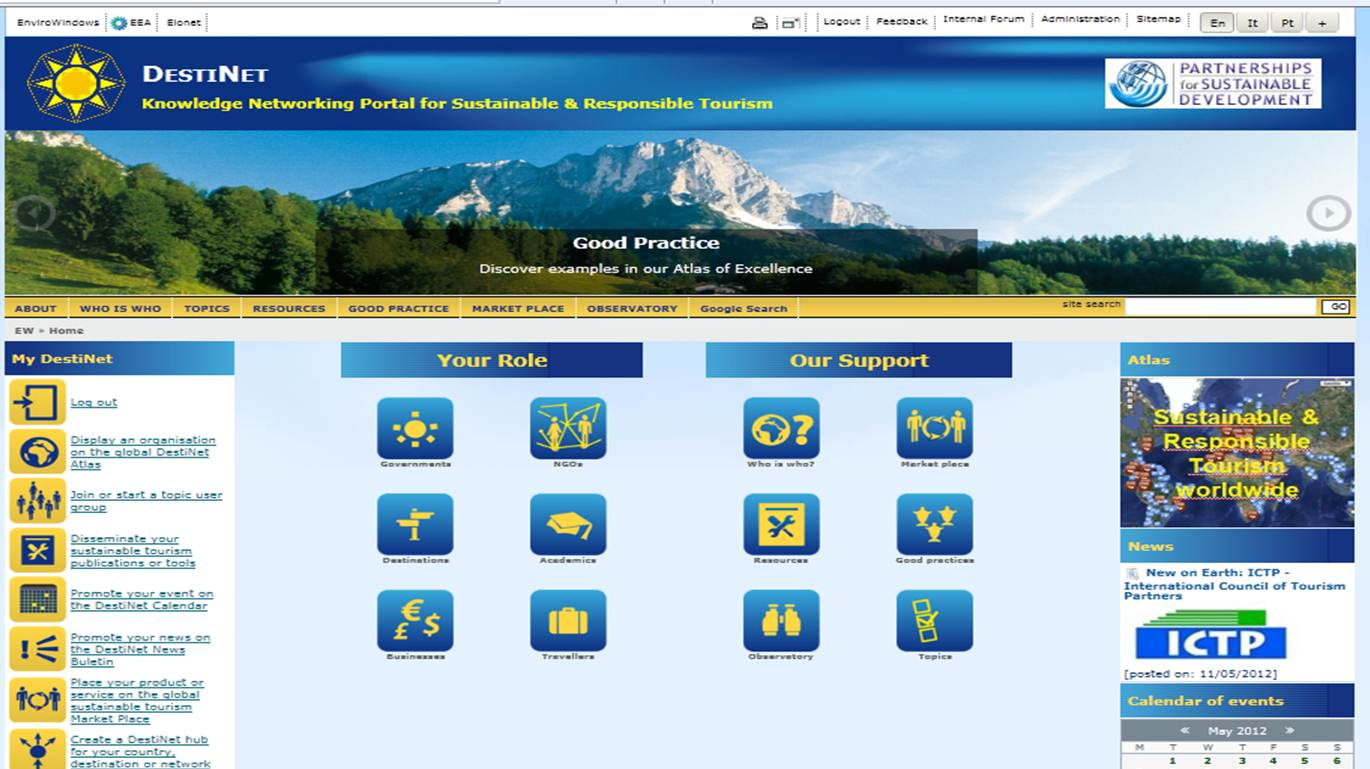 EnviroWindows EEA Eionet
Logout Feedback Internal Forum Administration Sitemap En It Pt +
DESTINET
Knowledge Networking Portal for Sustainable & Responsible Tourism
PARTNERSHIPS
for SUSTAINABLE
DEVELOPMENT
Good Practice
Discover examples in our Atlas of Excellence
ABOUT WHO IS WHO TOPICS RESOURCES GOOD PRACTICE MARKET PLACE OBSERVATORY Google Search
site search GO
EW » Home
My DestiNet
Log out
Display an organisation
on the global DestiNet
Atlas
Join or start a topic user
group
Disseminate your
sustainable tourism
publications or tools
Promote your event on
the DestiNet Calendar
Promote your news on
the DestiNet News
Buletin
Place your product or
service on the global
sustainable tourism
Market Place
Create a DestiNet hub
for your country,
destination or network
Your Role
Governments NGOs
Destinations Academics
Businesses Travellers
Our Support
Who is who? Market place
Resources Good practices
Observatory Topics
Atlas
Sustainable &
Responsible
Tourism
worldwide
News
New on Earth: ICTP -
International Council of Tourism
Partners
ICTP
[posted on: 11/05/2012]
Calendar of events
« May 2012 »
M T W T F S S
1 2 3 4 5 6